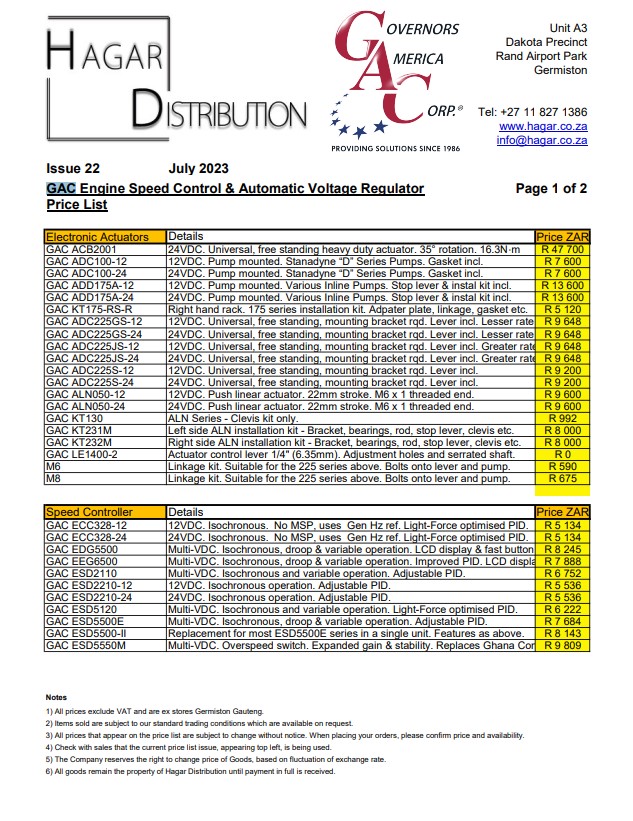 HAGAR
DISTRIBUTION
GOVERNORS
AMERICA
CORP.®
PROVIDING SOLUTIONS SINCE 1986
Unit A3
Dakota Precinct
Rand Airport Park
Germiston
Tel: +27 11 827 1386
www.hagar.co.za
info@hagar.co.za
Issue 22 July 2023
GAC Engine Speed Control & Automatic Voltage Regulator Page 1 of 2
Price List
Electronic Actuators Details Price ZAR
GAC ACB2001 24VDC. Universal, free standing heavy duty actuator. 35° rotation. 16.3N·m R 47 700
GAC ADC100-12 12VDC. Pump mounted. Stanadyne “D” Series Pumps. Gasket incl. R 7 600
GAC ADC100-24 24VDC. Pump mounted. Stanadyne “D” Series Pumps. Gasket incl. R 7 600
GAC ADD175A-12 12VDC. Pump mounted. Various Inline Pumps. Stop lever & instal kit incl. R 13 600
GAC ADD175A-24 24VDC. Pump mounted. Various Inline Pumps. Stop lever & instal kit incl. R 13 600
GAC KT175-RS-R Right hand rack. 175 series installation kit. Adpater plate, linkage, gasket etc. R 5 120
GAC ADC225GS-12 12VDC. Universal, free standing, mounting bracket rqd. Lever incl. Lesser rate R 9 648
GAC ADC225GS-24 24VDC. Universal, free standing, mounting bracket rqd. Lever incl. Lesser rate R 9 648
GAC ADC225JS-12 12VDC. Universal, free standing, mounting bracket rqd. Lever incl. Greater rate R 9 648
GAC ADC225JS-24 24VDC. Universal, free standing, mounting bracket rqd. Lever incl. Greater rate R 9 648
GAC ADC225S-12 12VDC. Universal, free standing, mounting bracket rqd. Lever incl. R 9 200
GAC ADC225S-24 24VDC. Universal, free standing, mounting bracket rqd. Lever incl. R 9 200
GAC ALN050-12 12VDC. Push linear actuator. 22mm stroke. M6 x 1 threaded end. R 9 600
GAC ALN050-24 24VDC. Push linear actuator. 22mm stroke. M6 x 1 threaded end. R 9 600
GAC KT130 ALN Series - Clevis kit only. R 992
GAC KT231M Left side ALN installation kit - Bracket, bearings, rod, stop lever, clevis etc. R 8 000
GAC KT232M Right side ALN installation kit - Bracket, bearings, rod, stop lever, clevis etc. R 8 000
GAC LE1400-2 Actuator control lever 1/4" (6.35mm). Adjustment holes and serrated shaft. R 0
M6 Linkage kit. Suitable for the 225 series above. Bolts onto lever and pump. R 590
M8 Linkage kit. Suitable for the 225 series above. Bolts onto lever and pump. R 675
Speed Controller Details Price ZAR
GAC ECC328-12 12VDC. Isochronous. No MSP, uses Gen Hz ref. Light-Force optimised PID. R 5 134
GAC ECC328-24 24VDC. Isochronous. No MSP, uses Gen Hz ref. Light-Force optimised PID. R 5 134
GAC EDG5500 Multi-VDC. Isochronous, droop & variable operation. LCD display & fast button R 8 245
GAC EEG6500 Multi-VDC. Isochronous, droop & variable operation. Improved PID. LCD displa R 7 888
GAC ESD2110 Multi-VDC. Isochronous and variable operation. Adjustable PID. R 6 752
GAC ESD2210-12 12VDC. Isochronous operation. Adjustable PID. R 5 536
GAC ESD2210-24 24VDC. Isochronous operation. Adjustable PID. R 5 536
GAC ESD5120 Multi-VDC. Isochronous and variable operation. Light-Force optimised PID. R 6 222
GAC ESD5500E Multi-VDC. Isochronous, droop & variable operation. Adjustable PID. R 7 684
GAC ESD5500-II Replacement for most ESD5500E series in a single unit. Features as above. R 8 143
GAC ESD5550M Multi-VDC. Overspeed switch. Expanded gain & stability. Replaces Ghana Con R 9 809
Notes
1) All prices exclude VAT and are ex stores Germiston Gauteng.
2) Items sold are subject to our standard trading conditions which are available on request.
3) All prices that appear on the price list are subject to change without notice. When placing your orders, please confirm price and availability.
4) Check with sales that the current price list issue, appearing top left, is being used.
5) The Company reserves the right to change price of Goods, based on fluctuation of exchange rate.
6) All goods remain the property of Hagar Distribution until payment in full is received.